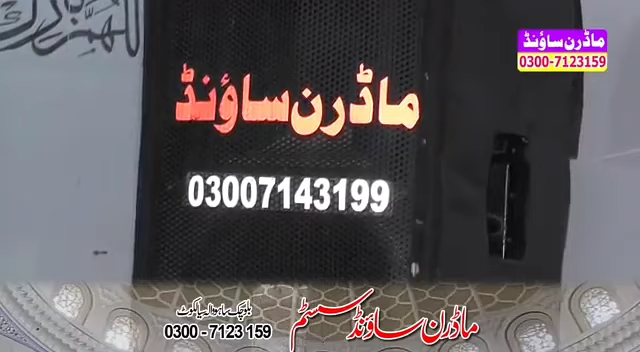 ماڈرن ساؤنڈ
0300-7123159
ماڈرن ساؤنڈ
03007143199
ماڈرن ساؤنڈ سسٹم
0300 - 7123 159